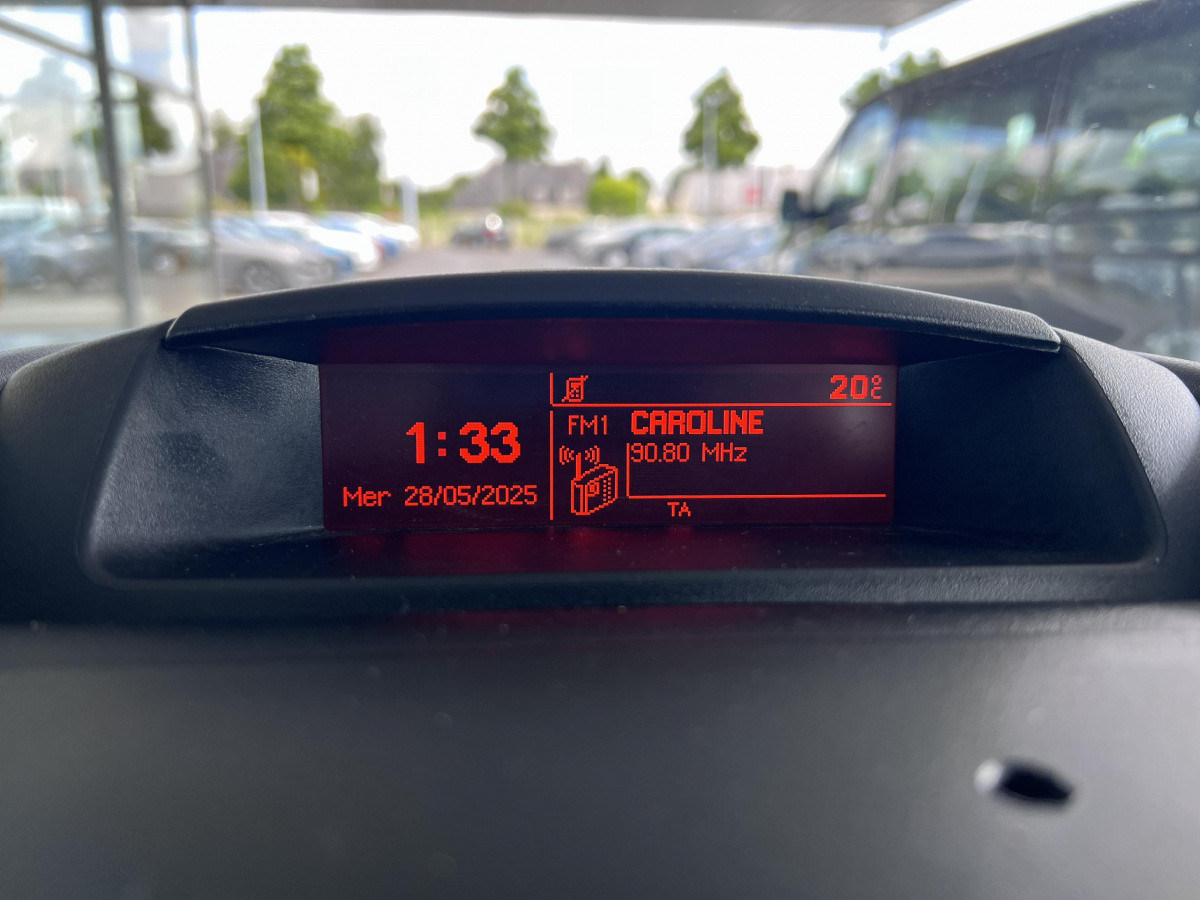 20°C
1:33
Mer 28/05/2025
FM1 CAROLINE
90.80 MHz
TA